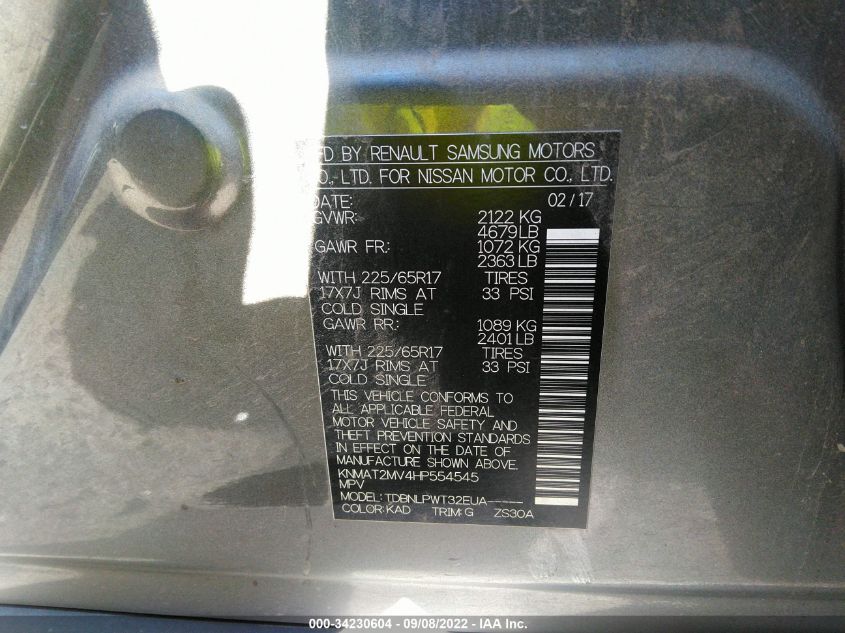 FD BY RENAULT SAMSUNG MOTORS
O., LTD. FOR NISSAN MOTOR CO., LTD.
DATE: 02/17
GVWR: 2122 KG
4679LB
GAWR FR.: 1072 KG
2363LB
WITH 225/65R17 TIRES
17X7J RIMS AT 33 PSI
COLD SINGLE
GAWR RR.: 1089 KG
2401LB
WITH 225/65R17 TIRES
17X7J RIMS AT 33 PSI
COLD SINGLE
THIS VEHICLE CONFORMS TO
ALL APPLICABLE FEDERAL
MOTOR VEHICLE SAFETY AND
THEFT PREVENTION STANDARDS
IN EFFECT ON THE DATE OF
MANUFACTURE SHOWN ABOVE.
KNMAT2MV4HP554545
MPV
MODEL: TDBNLPWT32EUA-----
COLOR:KAD TRIM:G ZS30A
000-34230604 - 09/08/2022 - IAA Inc.